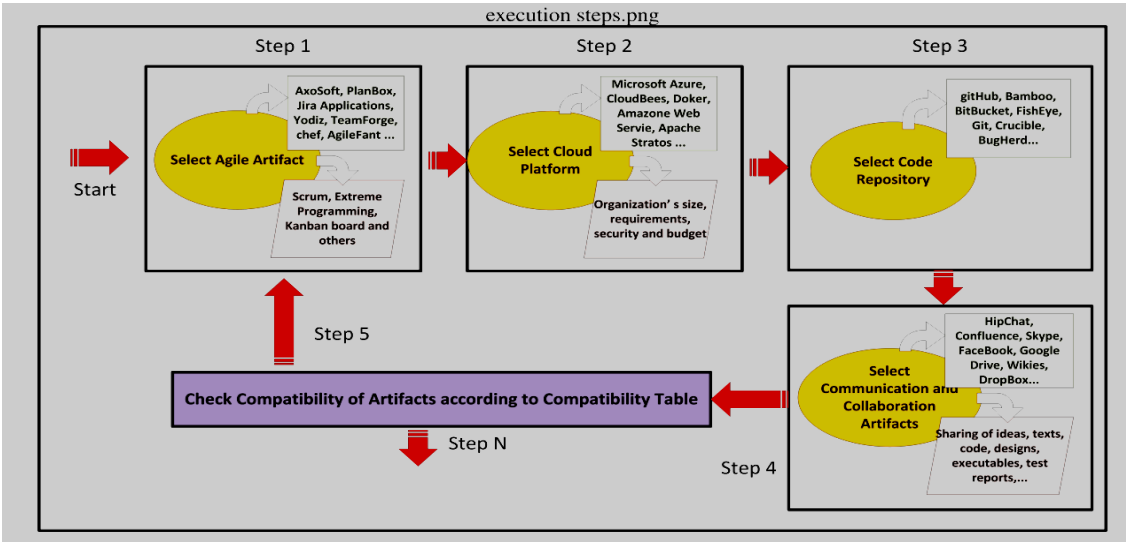 execution steps.png
Step 1
Step 2
Step 3
AxoSoft, PlanBox,
Jira Applications,
Yodiz, TeamForge,
chef, AgileFant ...
Select Agile Artifact
Scrum, Extreme
Programming,
Kanban board and
others
Start
Microsoft Azure,
CloudBees, Doker,
Amazone Web
Servie, Apache
Stratos ...
Select Cloud
Platform
Organization's size,
requirements,
security and budget
gitHub, Bamboo,
BitBucket, FishEye,
Git, Crucible,
BugHerd...
Select Code
Repository
HipChat,
Confluence, Skype,
FaceBook, Google
Drive, Wikies,
DropBox...
Select
Communication and
Collaboration
Artifacts
Sharing of ideas, texts,
code, designs,
executables, test
reports,...
Step 4
Check Compatibility of Artifacts according to Compatibility Table
Step 5
Step N